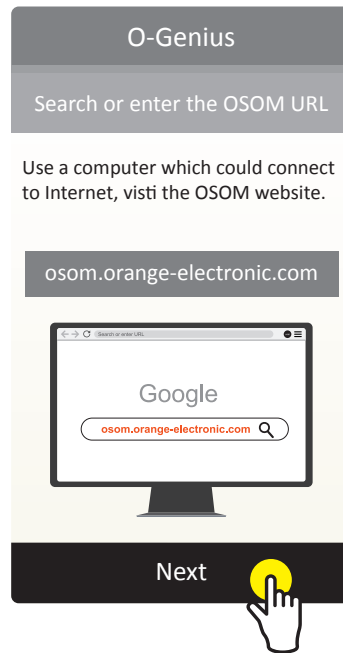 O-Genius
Search or enter the OSOM URL
Use a computer which could connect
to Internet, visti the OSOM website.
osom.orange-electronic.com
Search or enter URL
Google
osom.orange-electronic.com
Next